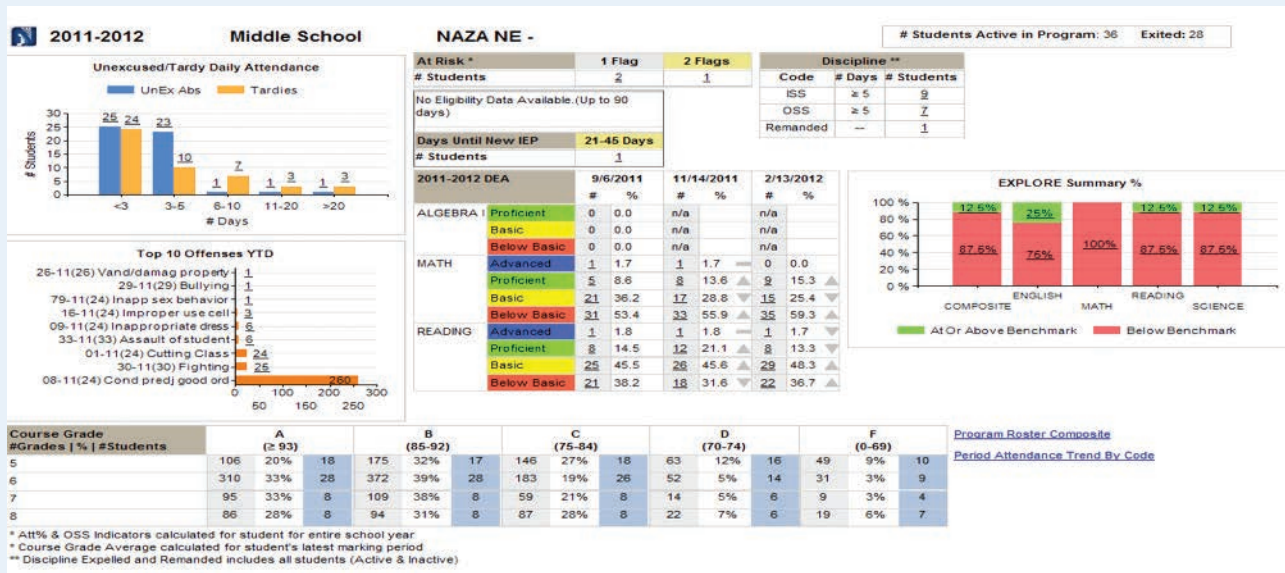 2011-2012 Middle School NAZA NE -
# Students Active in Program: 36 Exited: 28
Unexcused/Tardy Daily Attendance
UnEx Abs Tardies
# Students
30
25
20
15
10
5
0
25 24 23 10 1 7 1 3 1 3
<3 3-5 6-10 11-20 >20
# Days
Top 10 Offenses YTD
26-11(26) Vand/damag property 1
29-11(29) Bullying 1
79-11(24) Inapp sex behavior 1
16-11(24) Improper use cell 3
09-11(24) Inappropriate dress 6
33-11(33) Assault of student 6
01-11(24) Cutting Class 24
30-11(30) Fighting 25
08-11(24) Cond predj good ord 260
0 100 200 300
50 150 250
At Risk * 1 Flag 2 Flags
# Students 2 1
No Eligibility Data Available.(Up to 90
days)
Days Until New IEP 21-45 Days
# Students 1
Discipline **
Code # Days # Students
ISS ≥ 5 9
OSS ≥ 5 7
Remanded -- 1
2011-2012 DEA 9/6/2011 11/14/2011 2/13/2012
# % # % # %
ALGEBRA I Proficient 0 0.0 n/a n/a
Basic 0 0.0 n/a n/a
Below Basic 0 0.0 n/a n/a
MATH Advanced 1 1.7 1 1.7 0 0.0
Proficient 5 8.6 8 13.6 9 15.3
Basic 21 36.2 17 28.8 15 25.4
Below Basic 31 53.4 33 55.9 35 59.3
READING Advanced 1 1.8 1 1.8 1 1.7
Proficient 8 14.5 12 21.1 8 13.3
Basic 25 45.5 26 45.6 29 48.3
Below Basic 21 38.2 18 31.6 22 36.7
EXPLORE Summary %
100 %
80 %
60 %
40 %
20 %
0 %
12.5% 25% 12.5% 12.5%
87.5% 75% 100% 87.5% 87.5%
COMPOSITE ENGLISH MATH READING SCIENCE
At Or Above Benchmark Below Benchmark
Course Grade A B C D F
#Grades | % | #Students (≥ 93) (85-92) (75-84) (70-74) (0-69)
5 106 20% 18 175 32% 17 146 27% 18 63 12% 16 49 9% 10
6 310 33% 28 372 39% 28 183 19% 26 52 5% 14 31 3% 9
7 95 33% 8 109 38% 8 59 21% 8 14 5% 6 9 3% 4
8 86 28% 8 94 31% 8 87 28% 8 22 7% 6 19 6% 7
Program Roster Composite
Period Attendance Trend By Code
* Att% & OSS Indicators calculated for student for entire school year
* Course Grade Average calculated for student's latest marking period
** Discipline Expelled and Remanded includes all students (Active & Inactive)